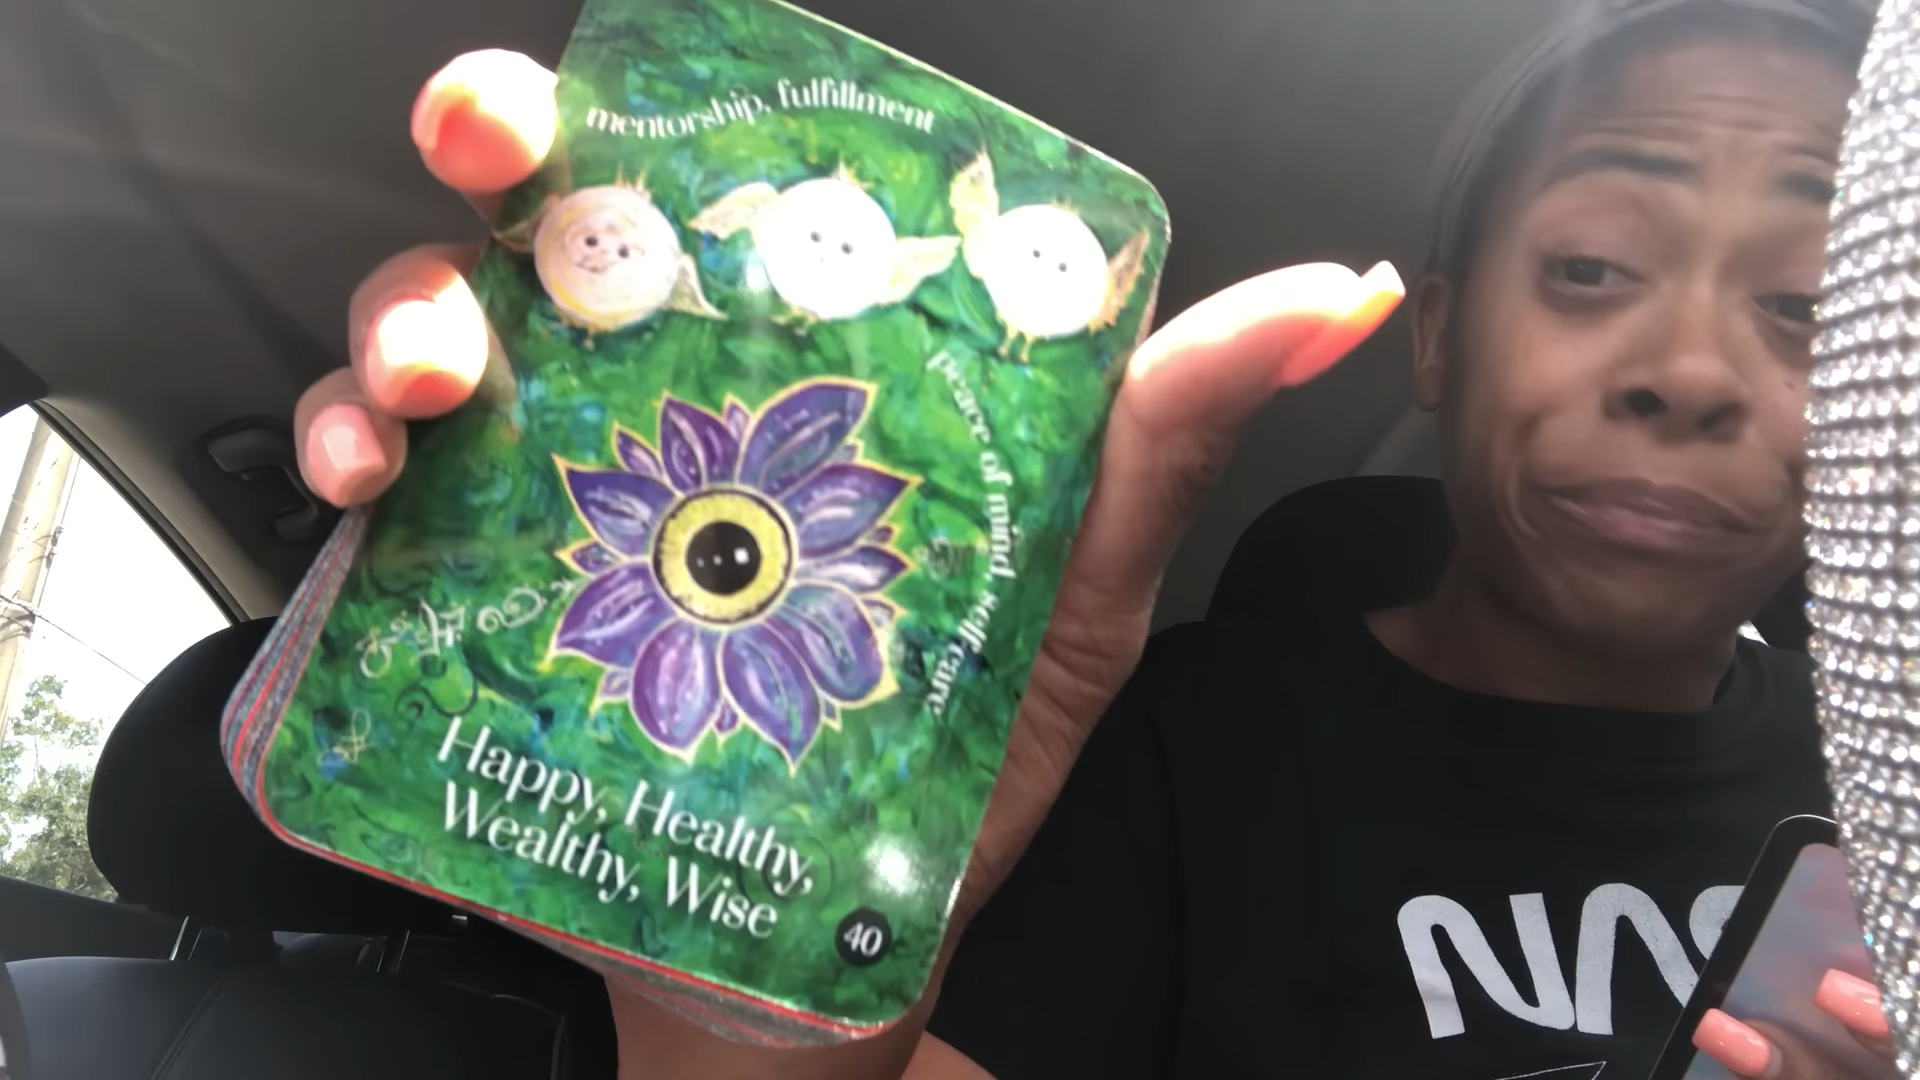 mentorship, fulfillment
peace of mind, self care
Happy, Healthy,
Wealthy, Wise
40